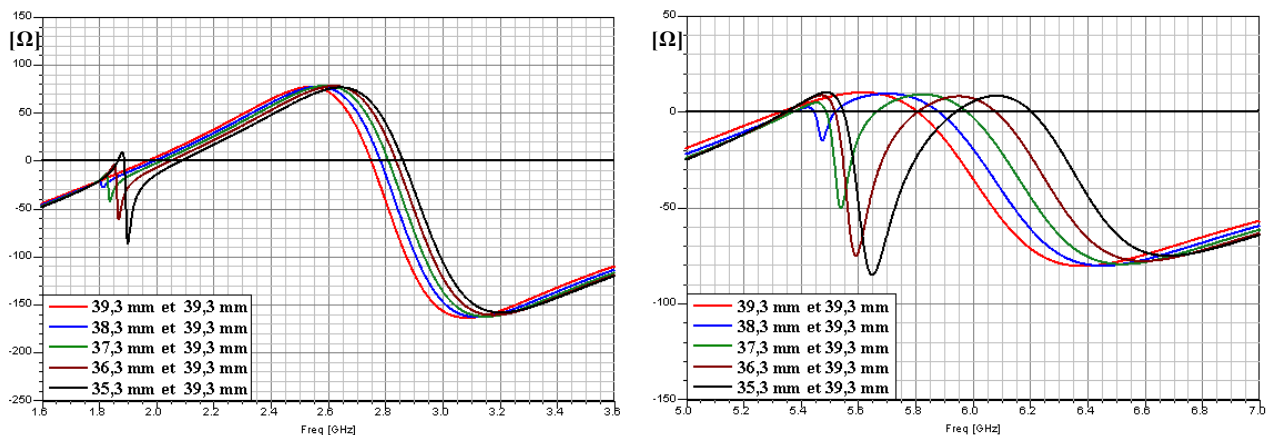 150
[Ω]
100
50
0
-50
-100
-150
-200
-250
39,3 mm et 39,3 mm
38,3 mm et 39,3 mm
37,3 mm et 39,3 mm
36,3 mm et 39,3 mm
35,3 mm et 39,3 mm
1.6 1.8 2.0 2.2 2.4 2.6 2.8 3.0 3.2 3.4 3.6
Freq [GHz]
50
[Ω]
0
-50
-100
-150
39,3 mm et 39,3 mm
38,3 mm et 39,3 mm
37,3 mm et 39,3 mm
36,3 mm et 39,3 mm
35,3 mm et 39,3 mm
5.0 5.2 5.4 5.6 5.8 6.0 6.2 6.4 6.6 6.8 7.0
Freq [GHz]